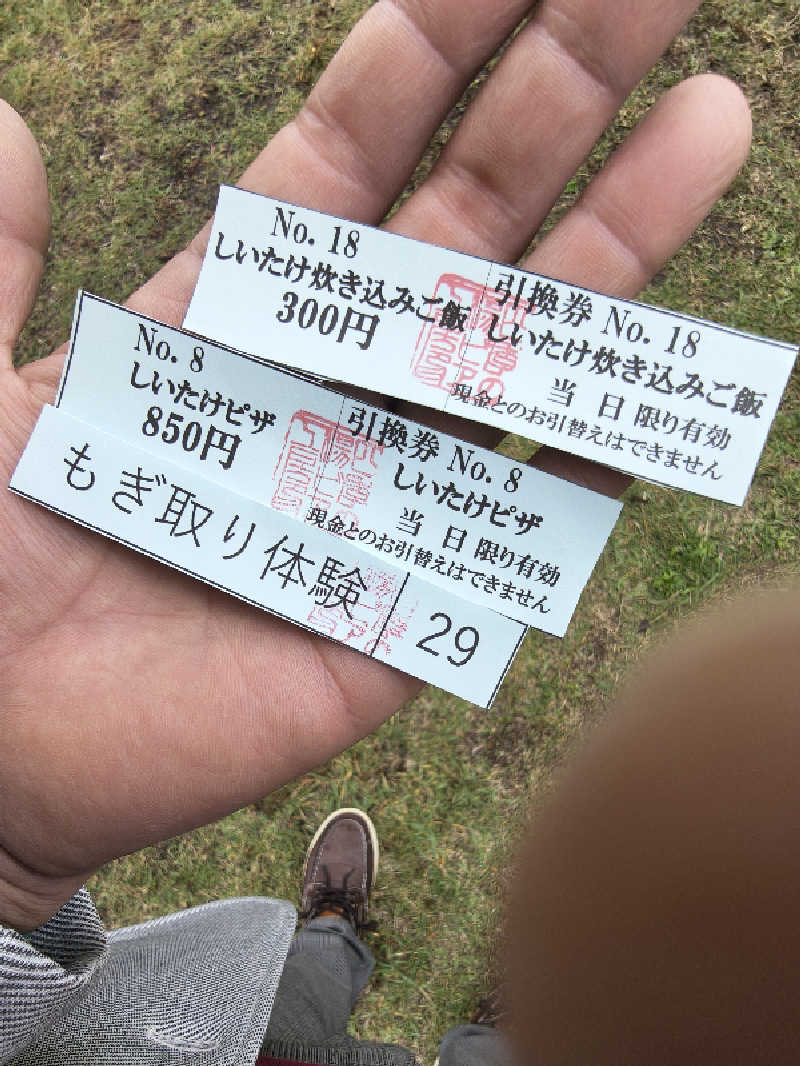 No. 18
しいたけ炊き込みご飯
300円
引換券 No. 18
しいたけ炊き込みご飯
当 日 限り有効
現金とのお引替えはできません
No. 8
しいたけピザ
850円
引換券 No. 8
しいたけピザ
当 日 限り有効
現金とのお引替えはできません
もぎ取り体験
29